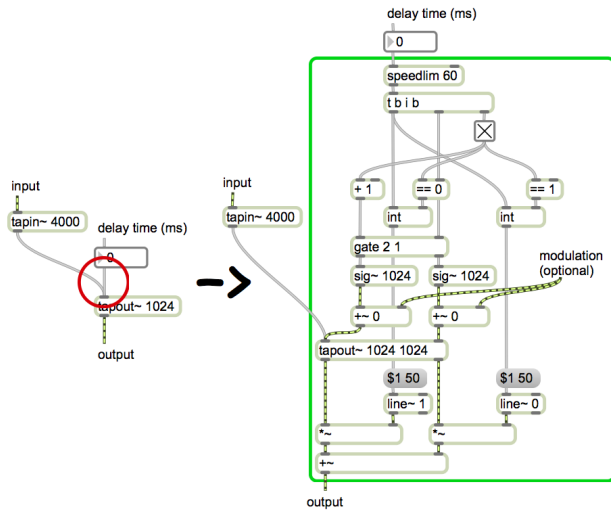 input
tapin~ 4000
delay time (ms)
0
tapout~ 1024
output
delay time (ms)
0
speedlim 60
t b i b
+ 1
== 0
== 1
input
tapin~ 4000
int
int
gate 2 1
sig~ 1024
sig~ 1024
modulation
(optional)
+~ 0
+~ 0
tapout~ 1024 1024
$1 50
$1 50
line~ 1
line~ 0
*~
*~
+~
output